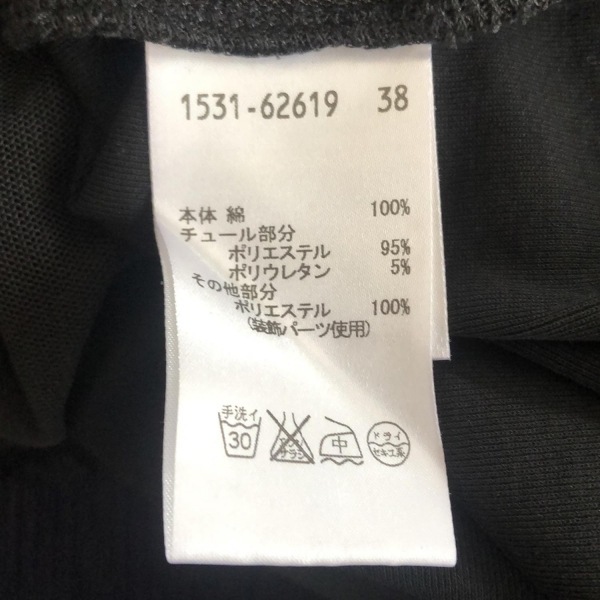 1531-62619 38
本体 綿 100%
チュール部分
ポリエステル 95%
ポリウレタン 5%
その他部分
ポリエステル 100%
(装飾パーツ使用)
手洗イ
30
中
ドライ
セキユ系